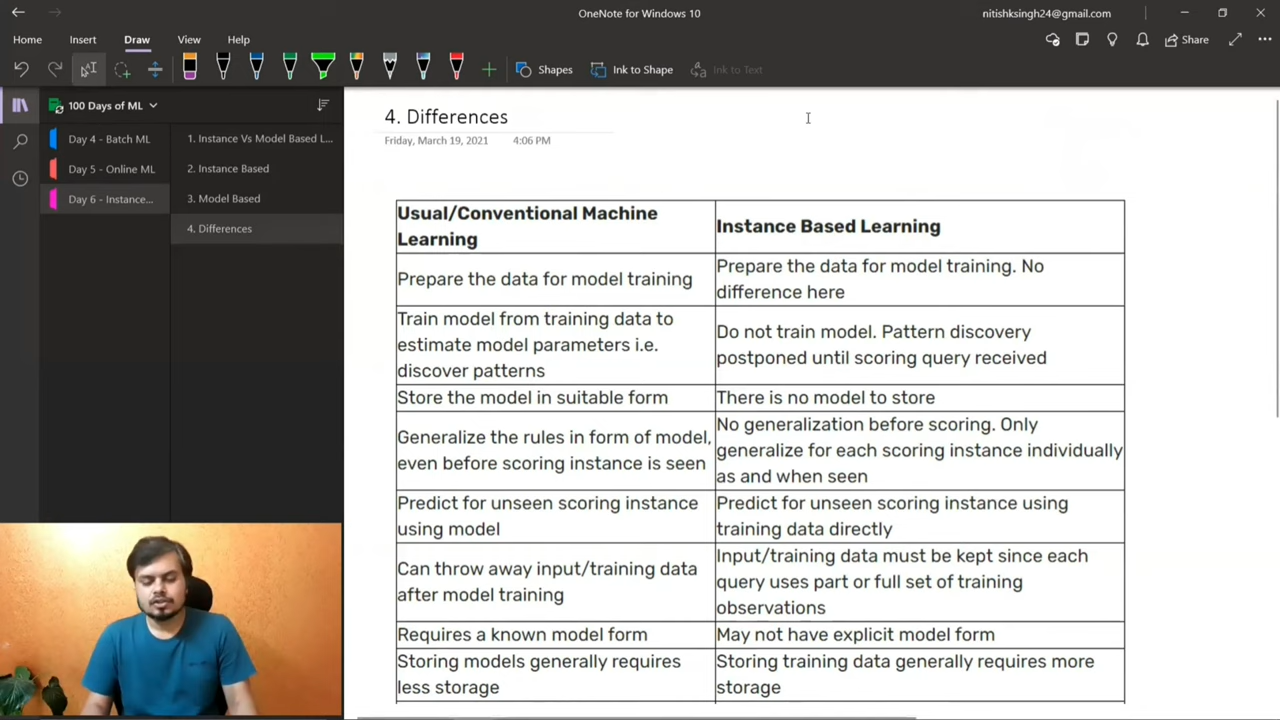 OneNote for Windows 10
nitishksingh24@gmail.com
Home
Insert
Draw
View
Help
Share
Shapes
Ink to Shape
Ink to Text
100 Days of ML
Day 4 - Batch ML
Day 5 - Online ML
Day 6 - Instance...
1. Instance Vs Model Based L...
2. Instance Based
3. Model Based
4. Differences
4. Differences
Friday, March 19, 2021
4:06 PM
Usual/Conventional Machine
Learning
Instance Based Learning
Prepare the data for model training
Prepare the data for model training. No
difference here
Train model from training data to
estimate model parameters i.e.
discover patterns
Do not train model. Pattern discovery
postponed until scoring query received
Store the model in suitable form
There is no model to store
Generalize the rules in form of model,
even before scoring instance is seen
No generalization before scoring. Only
generalize for each scoring instance individually
as and when seen
Predict for unseen scoring instance
using model
Predict for unseen scoring instance using
training data directly
Can throw away input/training data
after model training
Input/training data must be kept since each
query uses part or full set of training
observations
Requires a known model form
May not have explicit model form
Storing models generally requires
less storage
Storing training data generally requires more
storage